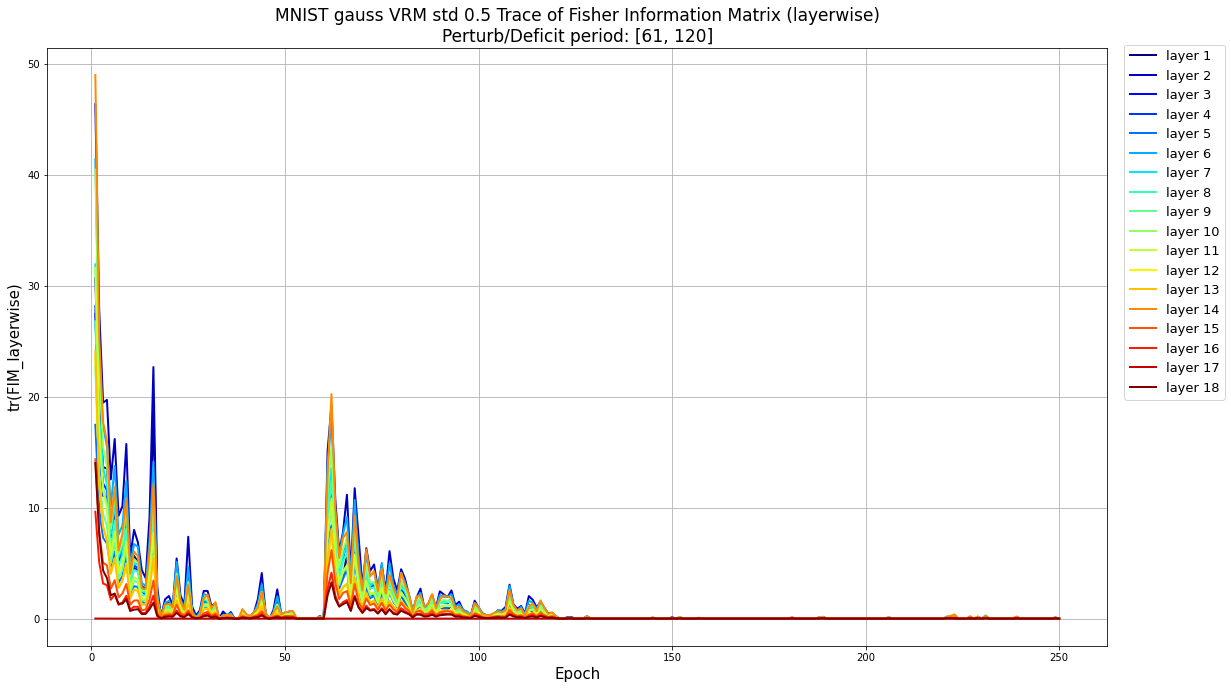 MNIST gauss VRM std 0.5 Trace of Fisher Information Matrix (layerwise)
Perturb/Deficit period: [61, 120]
tr(FIM_layerwise)
50
40
30
20
10
0
0
50
100
150
200
250
Epoch
layer 1
layer 2
layer 3
layer 4
layer 5
layer 6
layer 7
layer 8
layer 9
layer 10
layer 11
layer 12
layer 13
layer 14
layer 15
layer 16
layer 17
layer 18